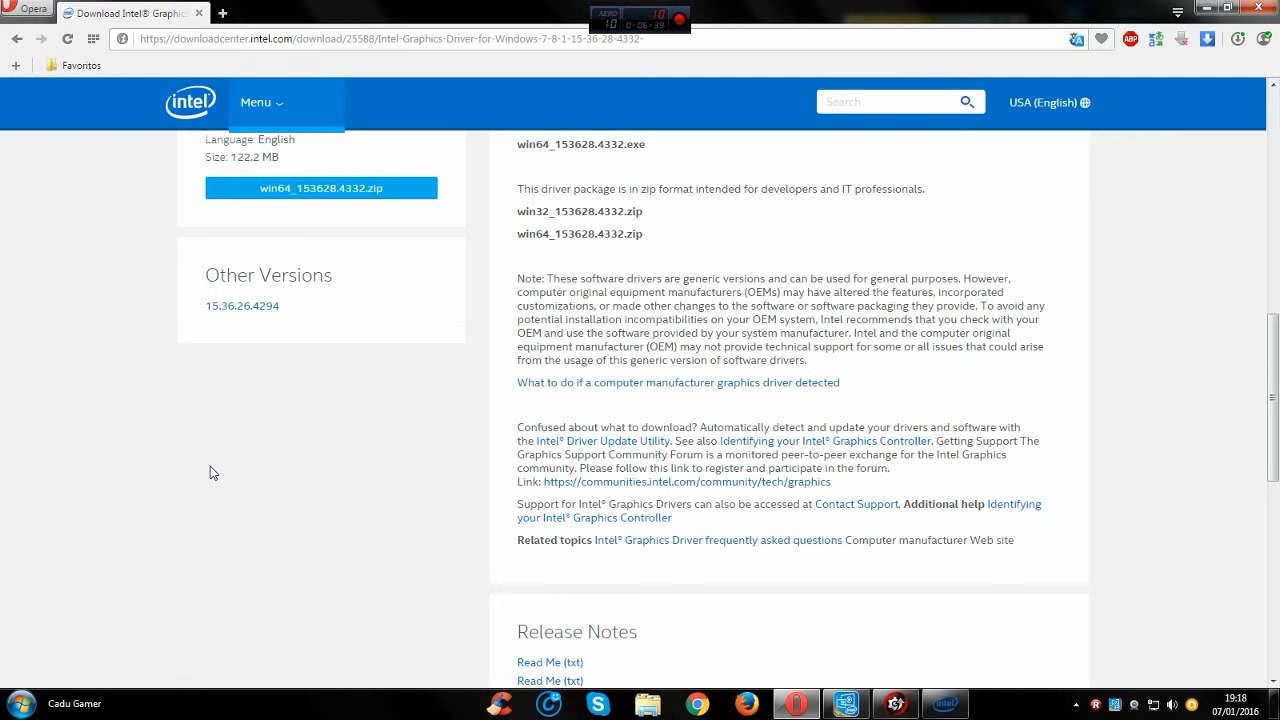 Opera
Download Intel® Graphic
AERO
10
10
0:06:39
https://downloadcenter.intel.com/download/25588/Intel-Graphics-Driver-for-Windows-7-8-1-15-36-28-4332-
ABP
Favoritos
intel
Menu
Search
USA (English)
Language: English
Size: 122.2 MB
win64_153628.4332.zip
Other Versions
15.36.26.4294
win64_153628.4332.exe
This driver package is in zip format intended for developers and IT professionals.
win32_153628.4332.zip
win64_153628.4332.zip
Note: These software drivers are generic versions and can be used for general purposes. However,
computer original equipment manufacturers (OEMs) may have altered the features, incorporated
customizations, or made other changes to the software or software packaging they provide. To avoid any
potential installation incompatibilities on your OEM system, Intel recommends that you check with your
OEM and use the software provided by your system manufacturer. Intel and the computer original
equipment manufacturer (OEM) may not provide technical support for some or all issues that could arise
from the usage of this generic version of software drivers.
What to do if a computer manufacturer graphics driver detected
Confused about what to download? Automatically detect and update your drivers and software with
the Intel® Driver Update Utility. See also Identifying your Intel® Graphics Controller. Getting Support The
Graphics Support Community Forum is a monitored peer-to-peer exchange for the Intel Graphics
community. Please follow this link to register and participate in the forum.
Link: https://communities.intel.com/community/tech/graphics
Support for Intel® Graphics Drivers can also be accessed at Contact Support. Additional help Identifying
your Intel® Graphics Controller
Related topics Intel® Graphics Driver frequently asked questions Computer manufacturer Web site
Release Notes
Read Me (txt)
Read Me (txt)
Cadu Gamer
19:18
07/01/2016